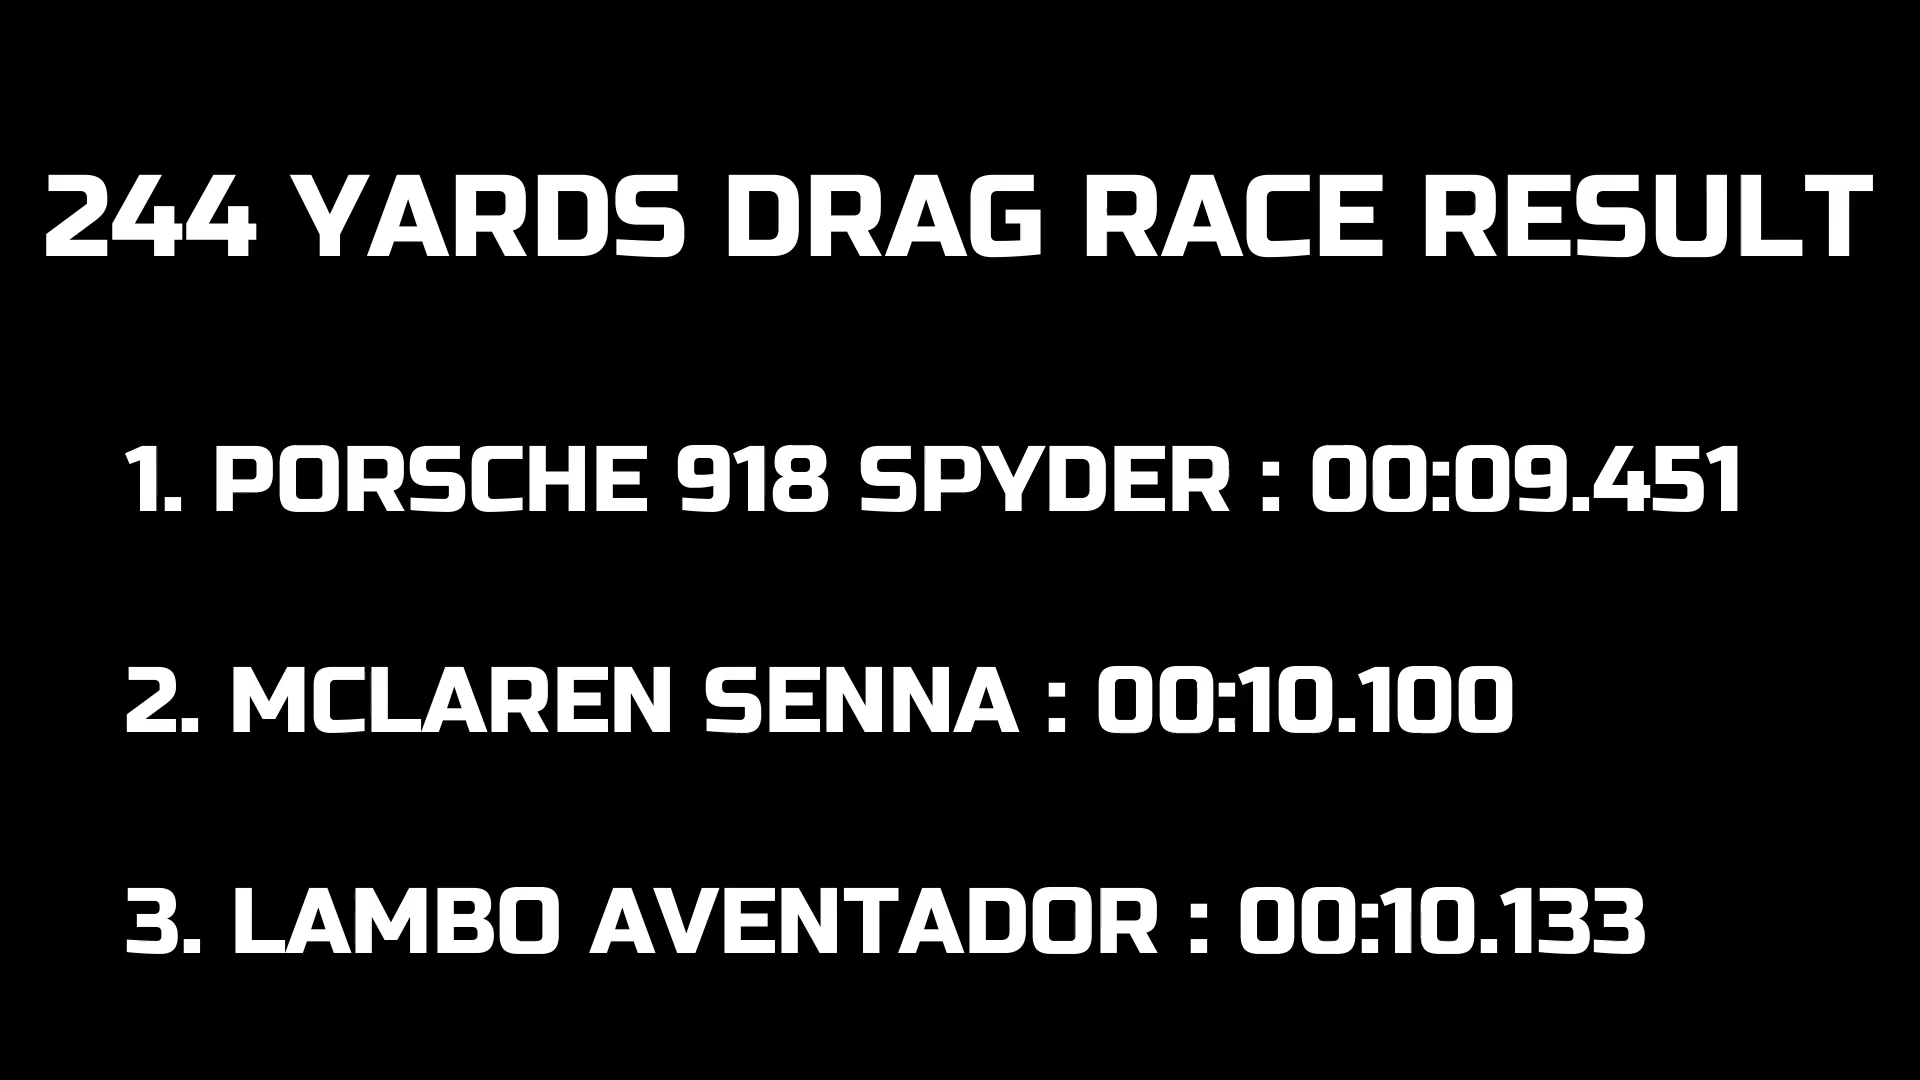 244 YARDS DRAG RACE RESULT
1. PORSCHE 918 SPYDER : 00:09.451
2. MCLAREN SENNA : 00:10.100
3. LAMBO AVENTADOR : 00:10.133